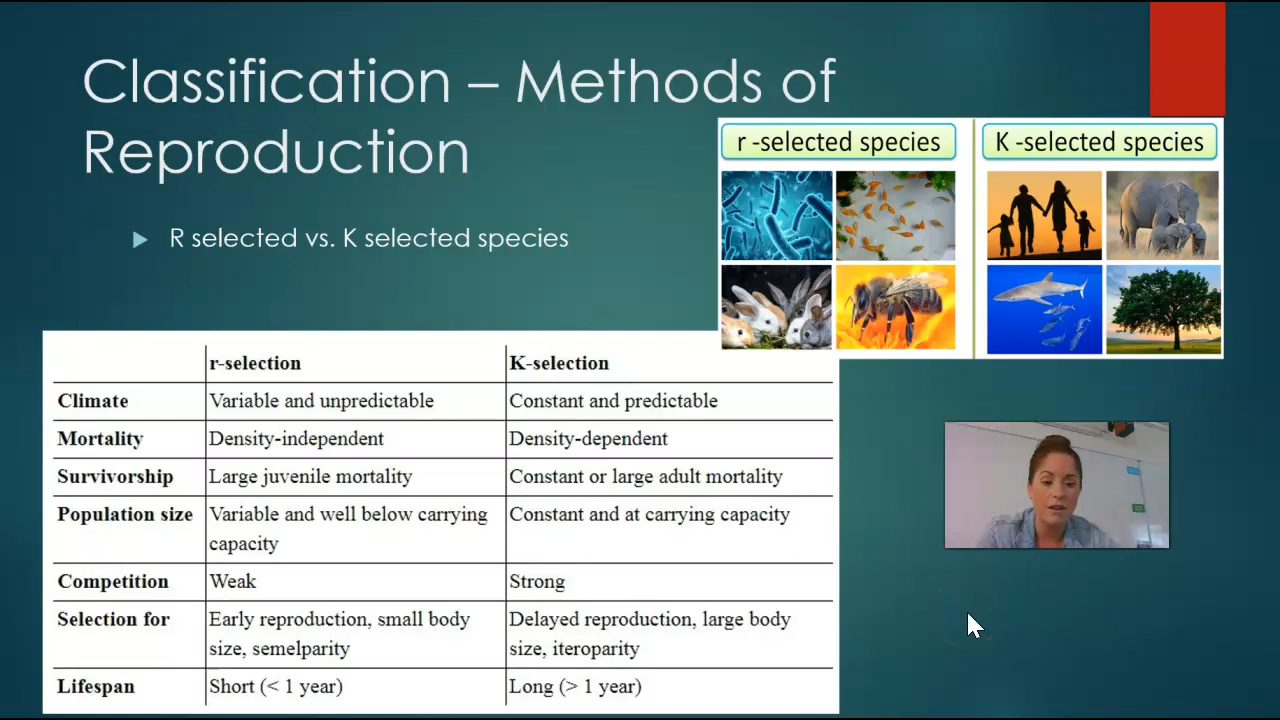 Classification – Methods of
Reproduction
R selected vs. K selected species
r -selected species
K -selected species
r-selection K-selection
Climate Variable and unpredictable Constant and predictable
Mortality Density-independent Density-dependent
Survivorship Large juvenile mortality Constant or large adult mortality
Population size Variable and well below carrying Constant and at carrying capacity
capacity
Competition Weak Strong
Selection for Early reproduction, small body Delayed reproduction, large body
size, semelparity size, iteroparity
Lifespan Short (< 1 year) Long (> 1 year)